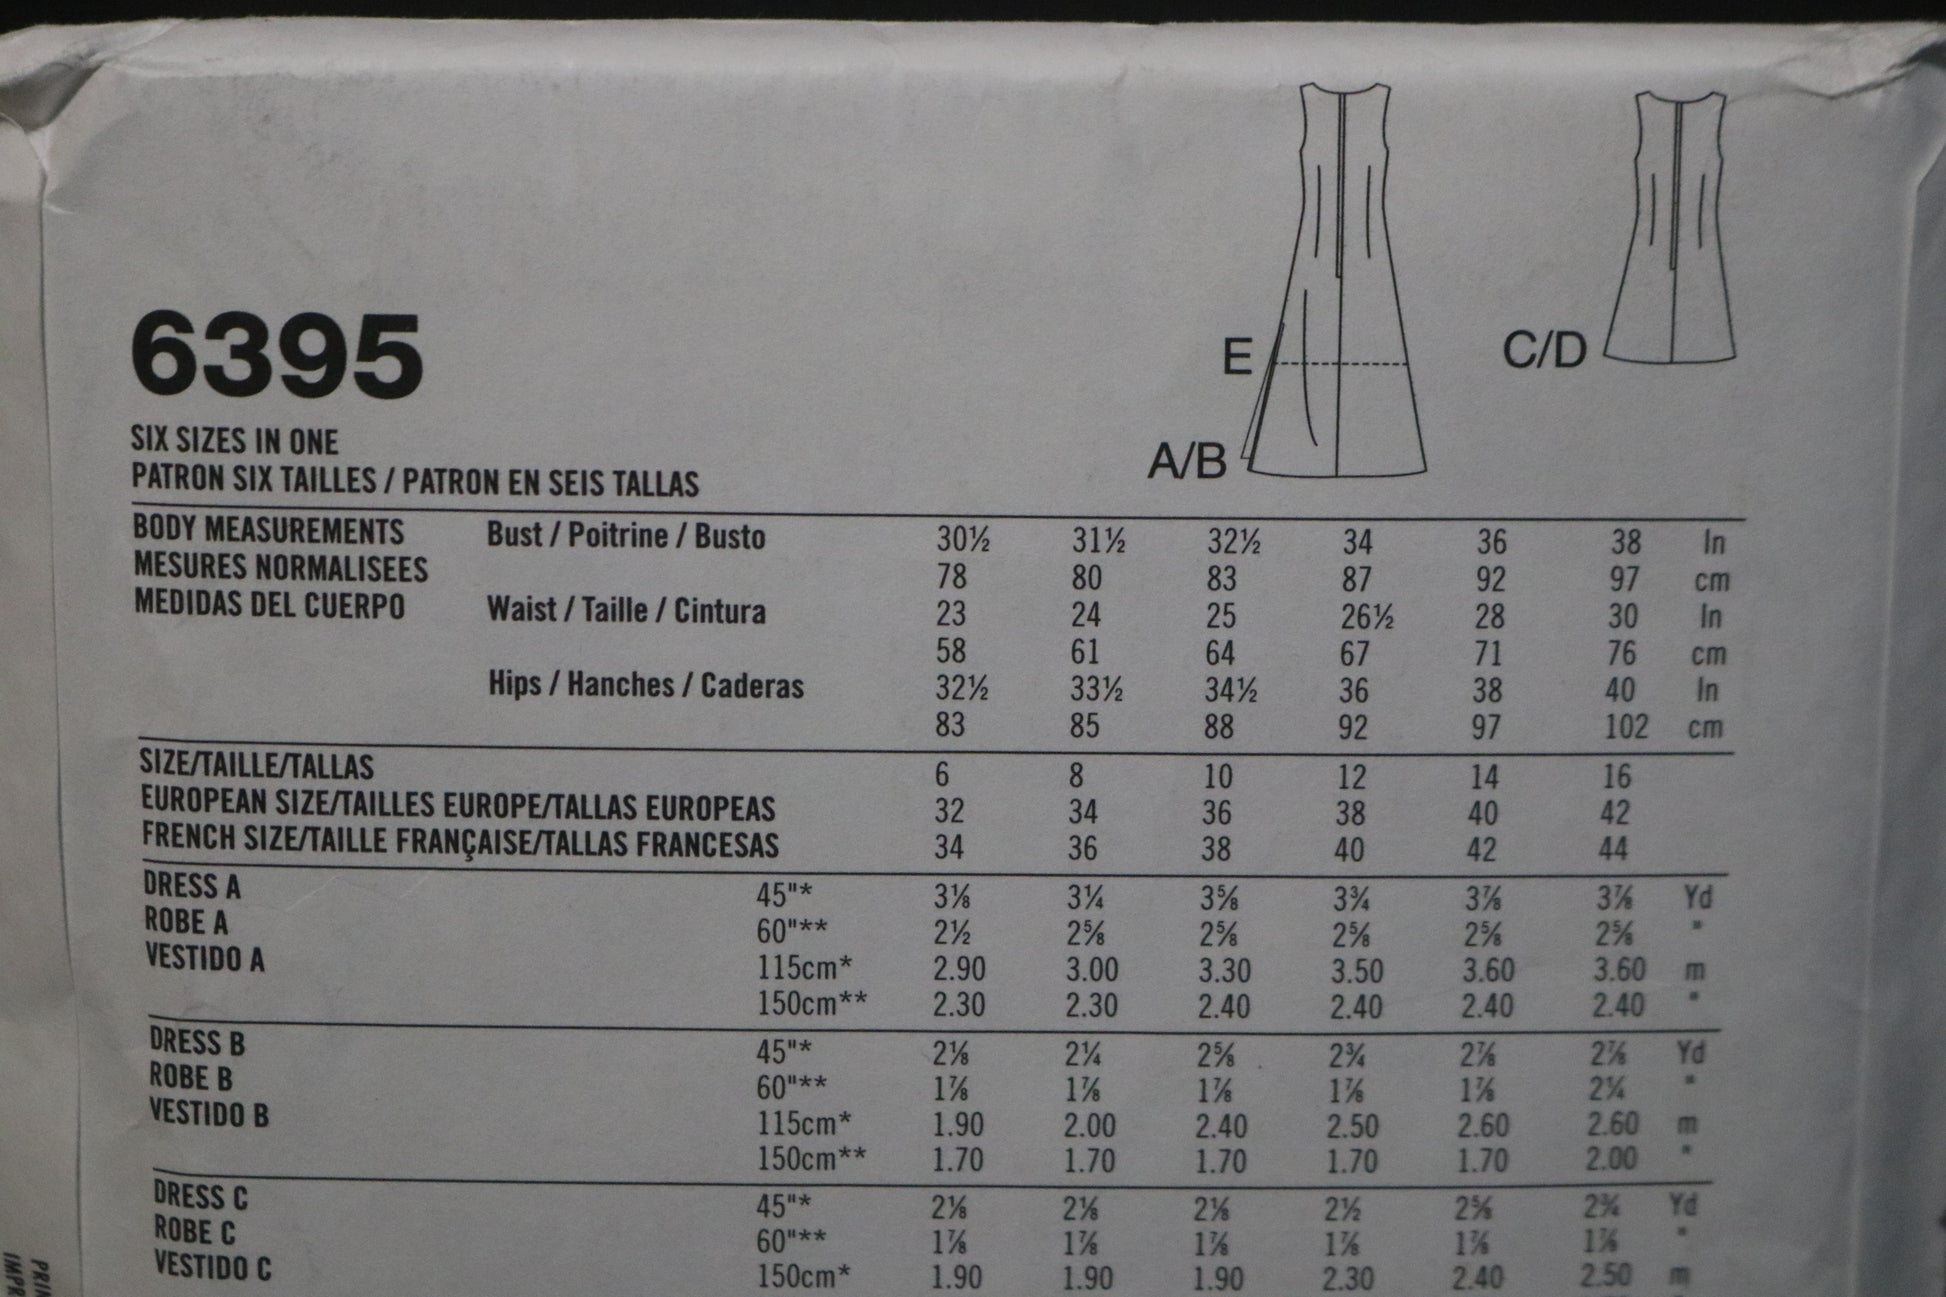 E
C/D
A/B
6395
SIX SIZES IN ONE
PATRON SIX TAILLES / PATRON EN SEIS TALLAS
BODY MEASUREMENTS Bust / Poitrine / Busto 30½ 31½ 32½ 34 36 38 In
MESURES NORMALISEES 78 80 83 87 92 97 cm
MEDIDAS DEL CUERPO Waist / Taille / Cintura 23 24 25 26½ 28 30 In
58 61 64 67 71 76 cm
Hips / Hanches / Caderas 32½ 33½ 34½ 36 38 40 In
83 85 88 92 97 102 cm
SIZE/TAILLE/TALLAS 6 8 10 12 14 16
EUROPEAN SIZE/TAILLES EUROPE/TALLAS EUROPEAS 32 34 36 38 40 42
FRENCH SIZE/TAILLE FRANÇAISE/TALLAS FRANCESAS 34 36 38 40 42 44
DRESS A 45"* 3⅛ 3¼ 3⅝ 3¾ 3⅞ 3⅞ Yd
ROBE A 60"** 2½ 2⅝ 2⅝ 2⅝ 2⅝ 2⅝ "
VESTIDO A 115cm* 2.90 3.00 3.30 3.50 3.60 3.60 m
150cm** 2.30 2.30 2.40 2.40 2.40 2.40 "
DRESS B 45"* 2⅛ 2¼ 2⅝ 2¾ 2⅞ 2⅞ Yd
ROBE B 60"** 1⅞ 1⅞ 1⅞ 1⅞ 1⅞ 2¼ "
VESTIDO B 115cm* 1.90 2.00 2.40 2.50 2.60 2.60 m
150cm** 1.70 1.70 1.70 1.70 1.70 2.00 "
DRESS C 45"* 2⅛ 2⅛ 2⅛ 2½ 2⅝ 2¾ Yd
ROBE C 60"** 1⅞ 1⅞ 1⅞ 1⅞ 1⅞ 1⅞ "
VESTIDO C 150cm* 1.90 1.90 1.90 2.30 2.40 2.50 m